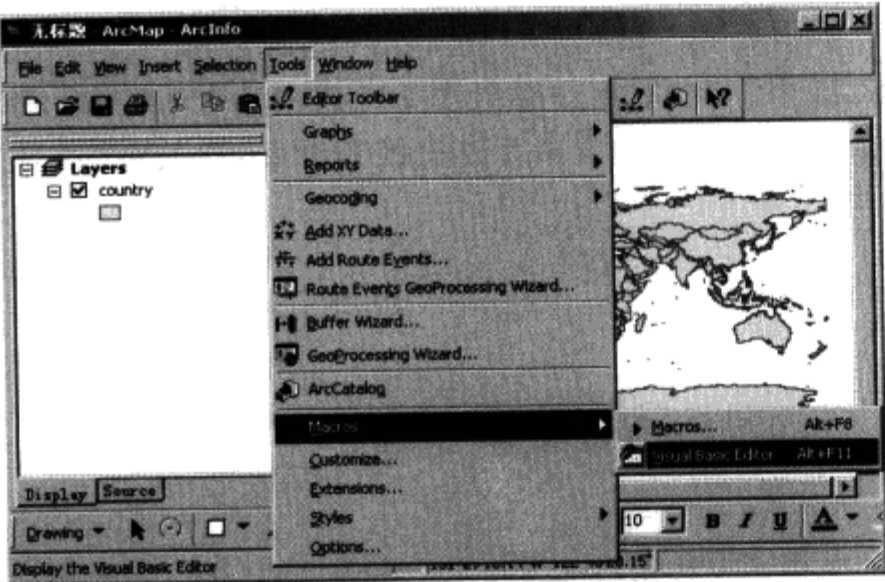 无标题 - ArcMap - ArcInfo
File Edit View Insert Selection Tools Window Help
Editor Toolbar
Graphs
Reports
Geocoding
Add XY Data...
Add Route Events...
Route Events GeoProcessing Wizard...
Buffer Wizard...
GeoProcessing Wizard...
ArcCatalog
Macros
Customize...
Extensions...
Styles
Options...
Macros... Alt+F8
Visual Basic Editor Alt+F11
Layers
country
Display Source
Drawing
10 B I U A
Display the Visual Basic Editor